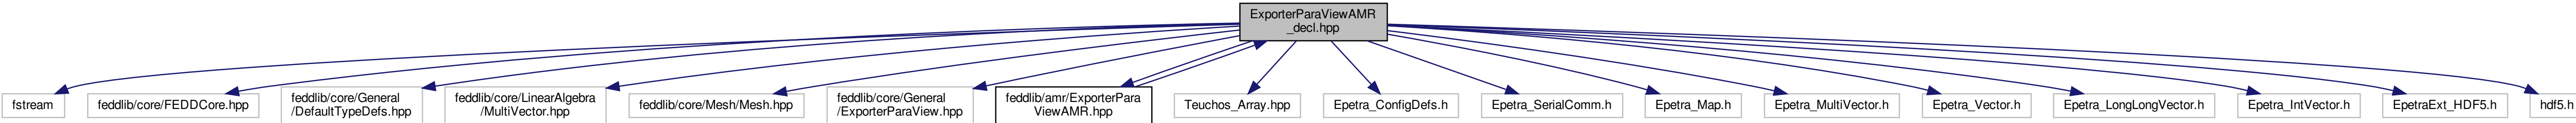 ExporterParaViewAMR
_decl.hpp
fstream
feddlib/core/FEDDCore.hpp
feddlib/core/General
/DefaultTypeDefs.hpp
feddlib/core/LinearAlgebra
/MultiVector.hpp
feddlib/core/Mesh/Mesh.hpp
feddlib/core/General
/ExporterParaView.hpp
feddlib/amr/ExporterPara
ViewAMR.hpp
Teuchos_Array.hpp
Epetra_ConfigDefs.h
Epetra_SerialComm.h
Epetra_Map.h
Epetra_MultiVector.h
Epetra_Vector.h
Epetra_LongLongVector.h
Epetra_IntVector.h
EpetraExt_HDF5.h
hdf5.h